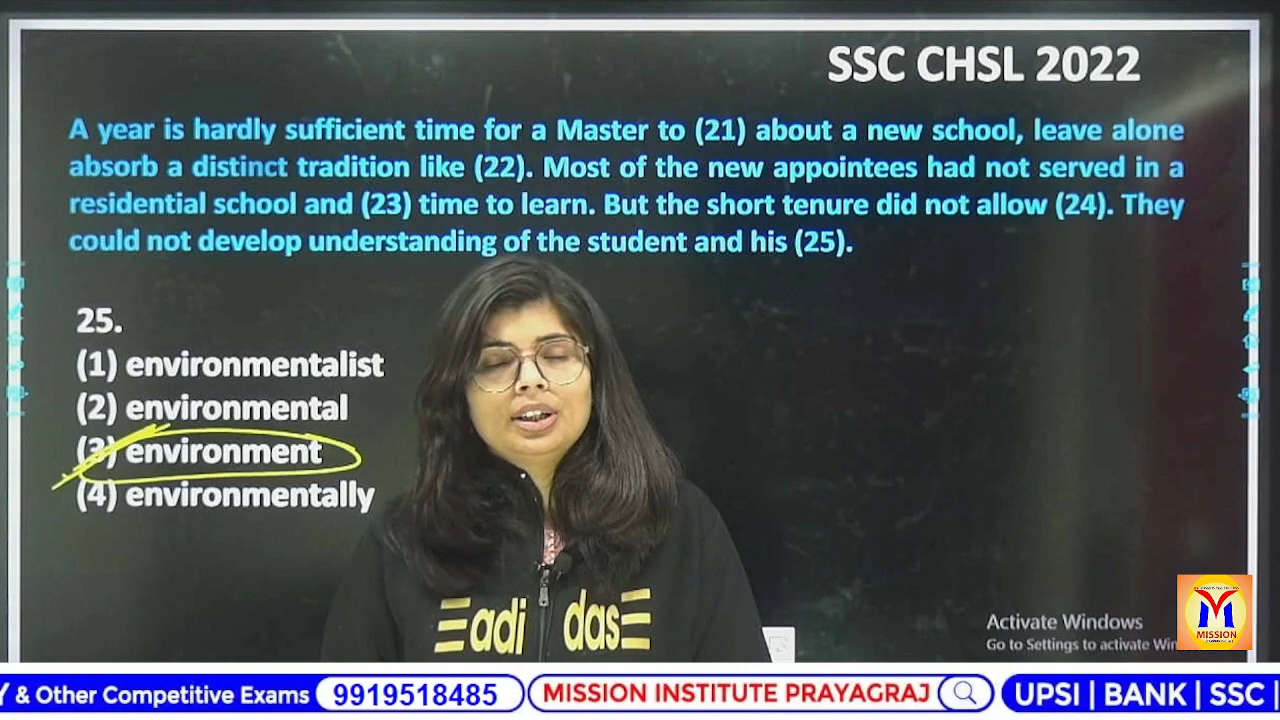 SSC CHSL 2022
A year is hardly sufficient time for a Master to (21) about a new school, leave alone
absorb a distinct tradition like (22). Most of the new appointees had not served in a
residential school and (23) time to learn. But the short tenure did not allow (24). They
could not develop understanding of the student and his (25).
25.
(1) environmentalist
(2) environmental
(3) environment
(4) environmentally
adidas
Activate Windows
Go to Settings to activate Win
MISSION
Y & Other Competitive Exams 9919518485 MISSION INSTITUTE PRAYAGRAJ UPSI | BANK | SSC |